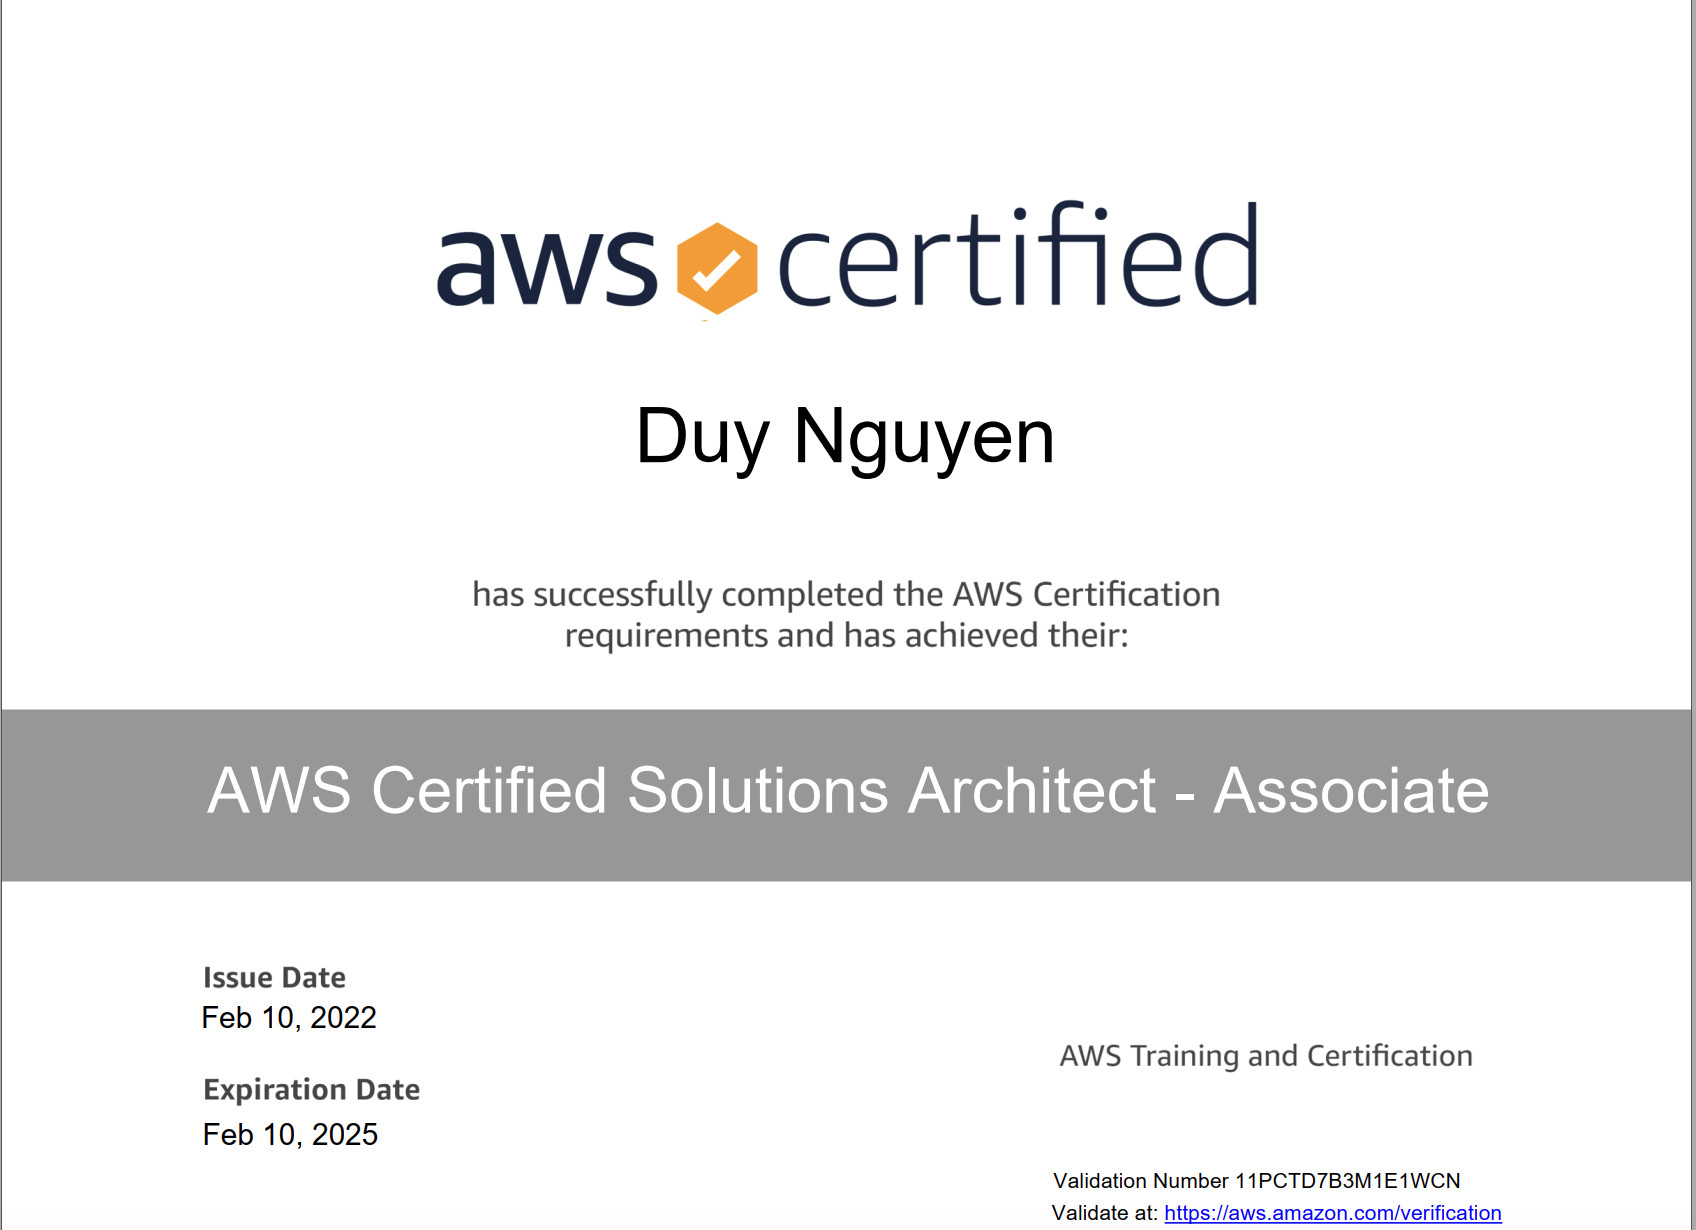 aws certified
Duy Nguyen
has successfully completed the AWS Certification
requirements and has achieved their:
AWS Certified Solutions Architect - Associate
Issue Date
Feb 10, 2022
Expiration Date
Feb 10, 2025
AWS Training and Certification
Validation Number 11PCTD7B3M1E1WCN
Validate at: https://aws.amazon.com/verification